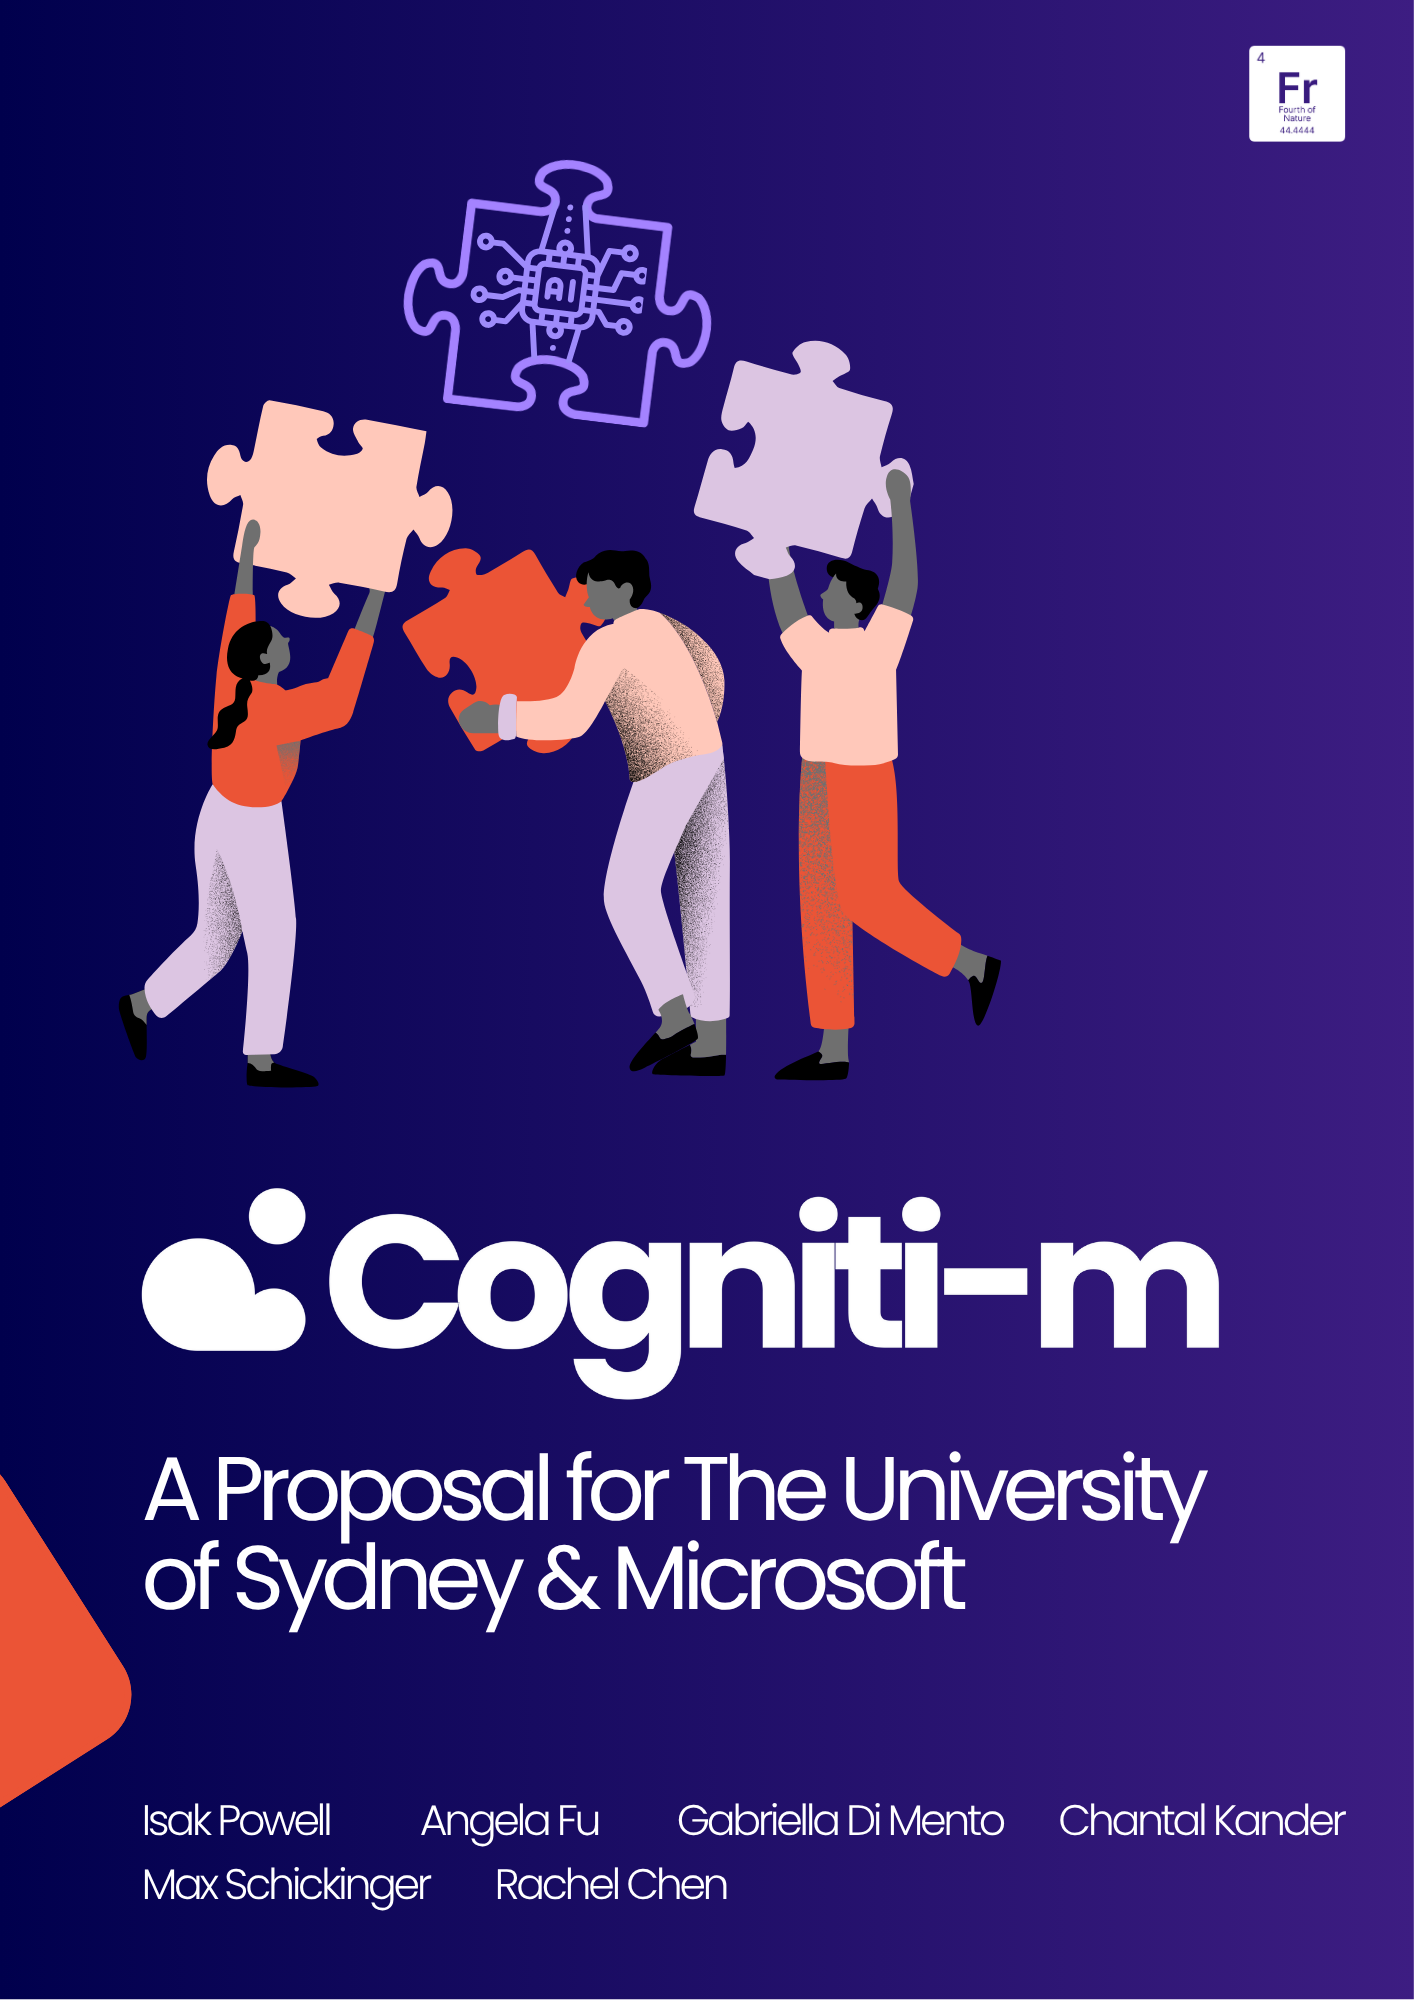 4
Fr
Fourth of
Nature
44.4444
AI
Cogniti-m
A Proposal for The University
of Sydney & Microsoft
Isak Powell Angela Fu Gabriella Di Mento Chantal Kander
Max Schickinger Rachel Chen